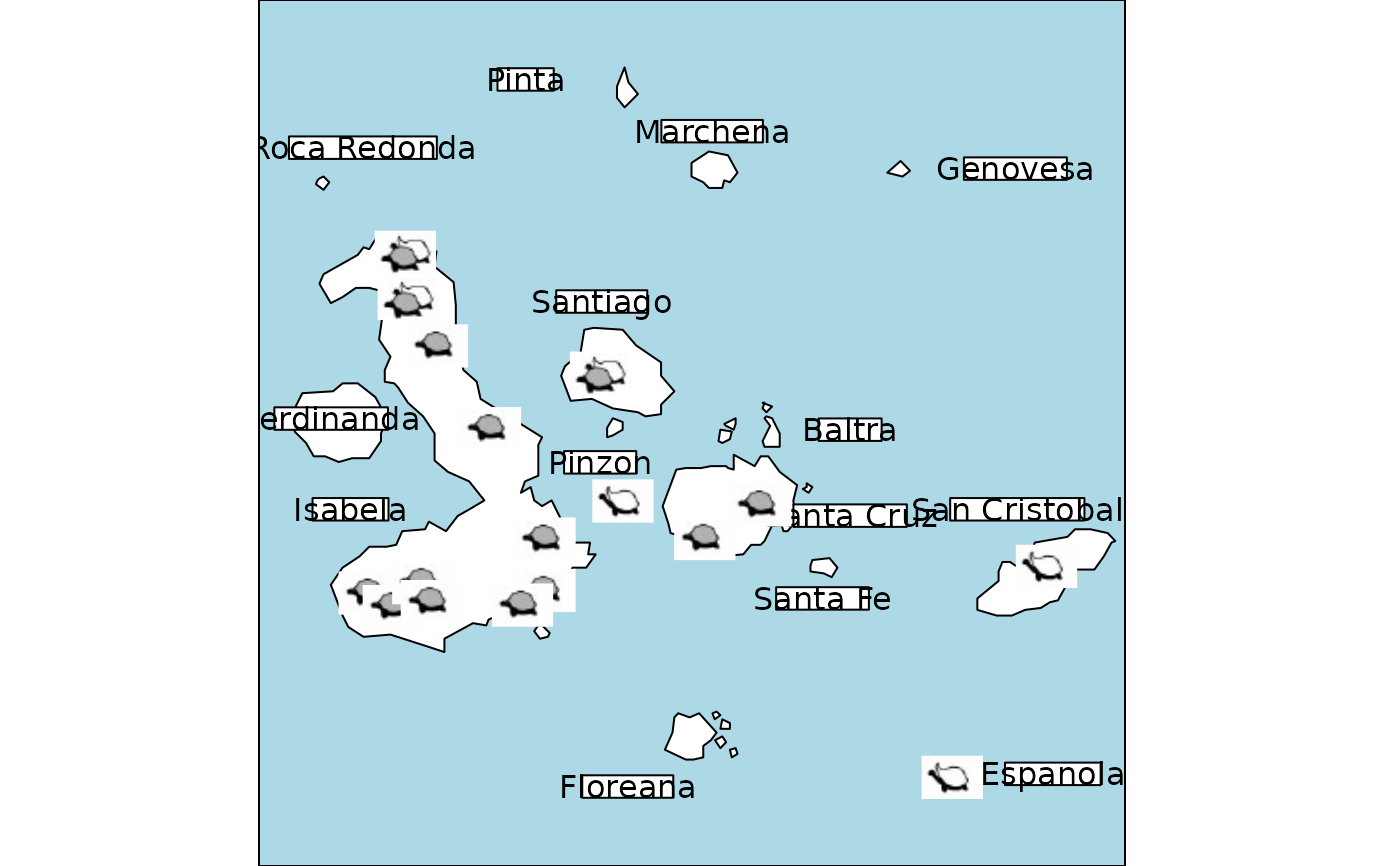 Pinta
Marchena
Roca Redonda
Genovesa
Santiago
erdinanda
Baltra
Pinzon
Isabela
anta Cruz
San Cristobal
Santa Fe
Espanola
Floreana